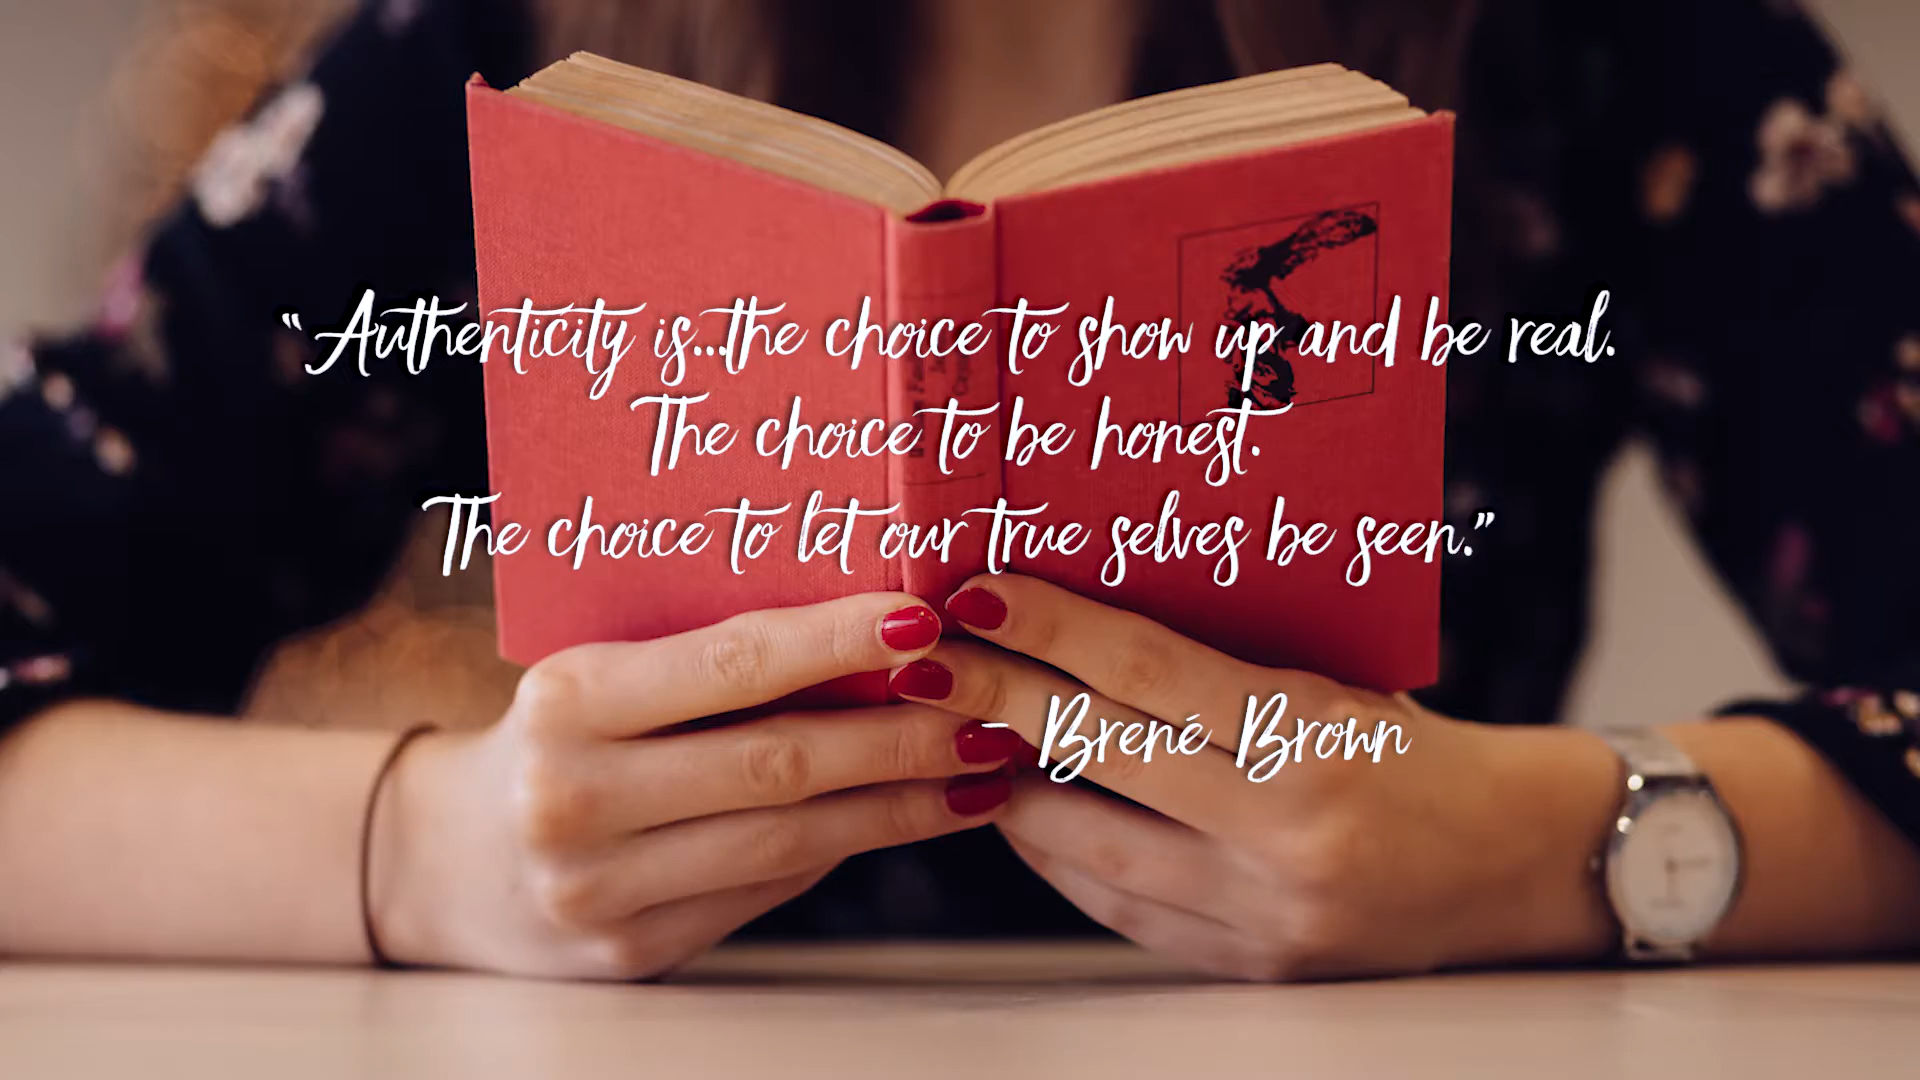 “Authenticity is...the choice to show up and be real.
The choice to be honest.
The choice to let our true selves be seen.”
- Brené Brown